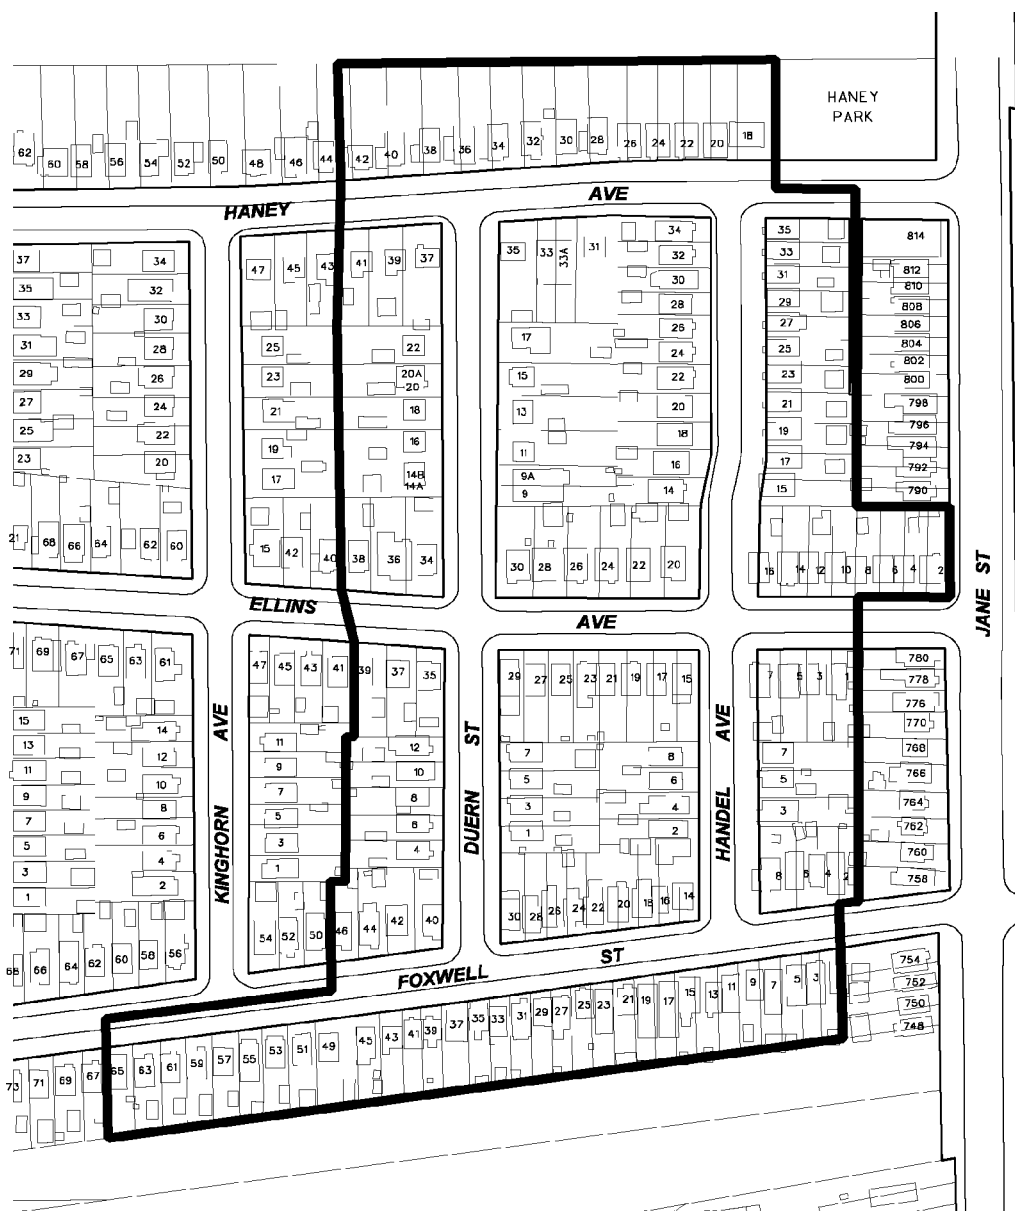 HANEY
PARK
62 60 58 56 54 52 50 48 46 44 42 40 38 36 34 32 30 28 26 24 22 20 18
HANEY AVE
37 34
35 32
33 30
31 28
29 26
27 24
25 22
23 20
21 68 66 64 62 60
47 45 43 41 39 37
25 22
23 20A
20
21 18
19 16
17 14B
14A
15 42 40 38 36 34
35 33 33A 31 34
32
30
28
17 26
24
15 22
13 20
18
11 16
9A
9 14
30 28 26 24 22 20
35 814
33
31 812
810
29 808
27 806
25 804
802
23 800
21 798
19 796
794
17 792
15 790
16 14 12 10 8 6 4 2
ELLINS AVE
JANE ST
71 69 67 65 63 61
15 14
13 12
11 10
9 8
7 6
5 4
3 2
1
68 66 64 62 60 58 56
KINGHORN AVE
47 45 43 41 39 37 35
11 12
9 10
7 8
5 6
3 4
1
54 52 50 46 44 42 40
DUERN ST
29 27 25 23 21 19 17 15
7 8
5 6
3 4
1 2
30 28 26 24 22 20 18 16 14
HANDEL AVE
7 5 3 1 780
778
776
770
7 768
5 766
3 764
762
760
8 6 4 2 758
FOXWELL ST
73 71 69 67 65 63 61 59 57 55 53 51 49 45 43 41 39 37 35 33 31 29 27 25 23 21 19 17 15 13 11 9 7 5 3
754
752
750
748